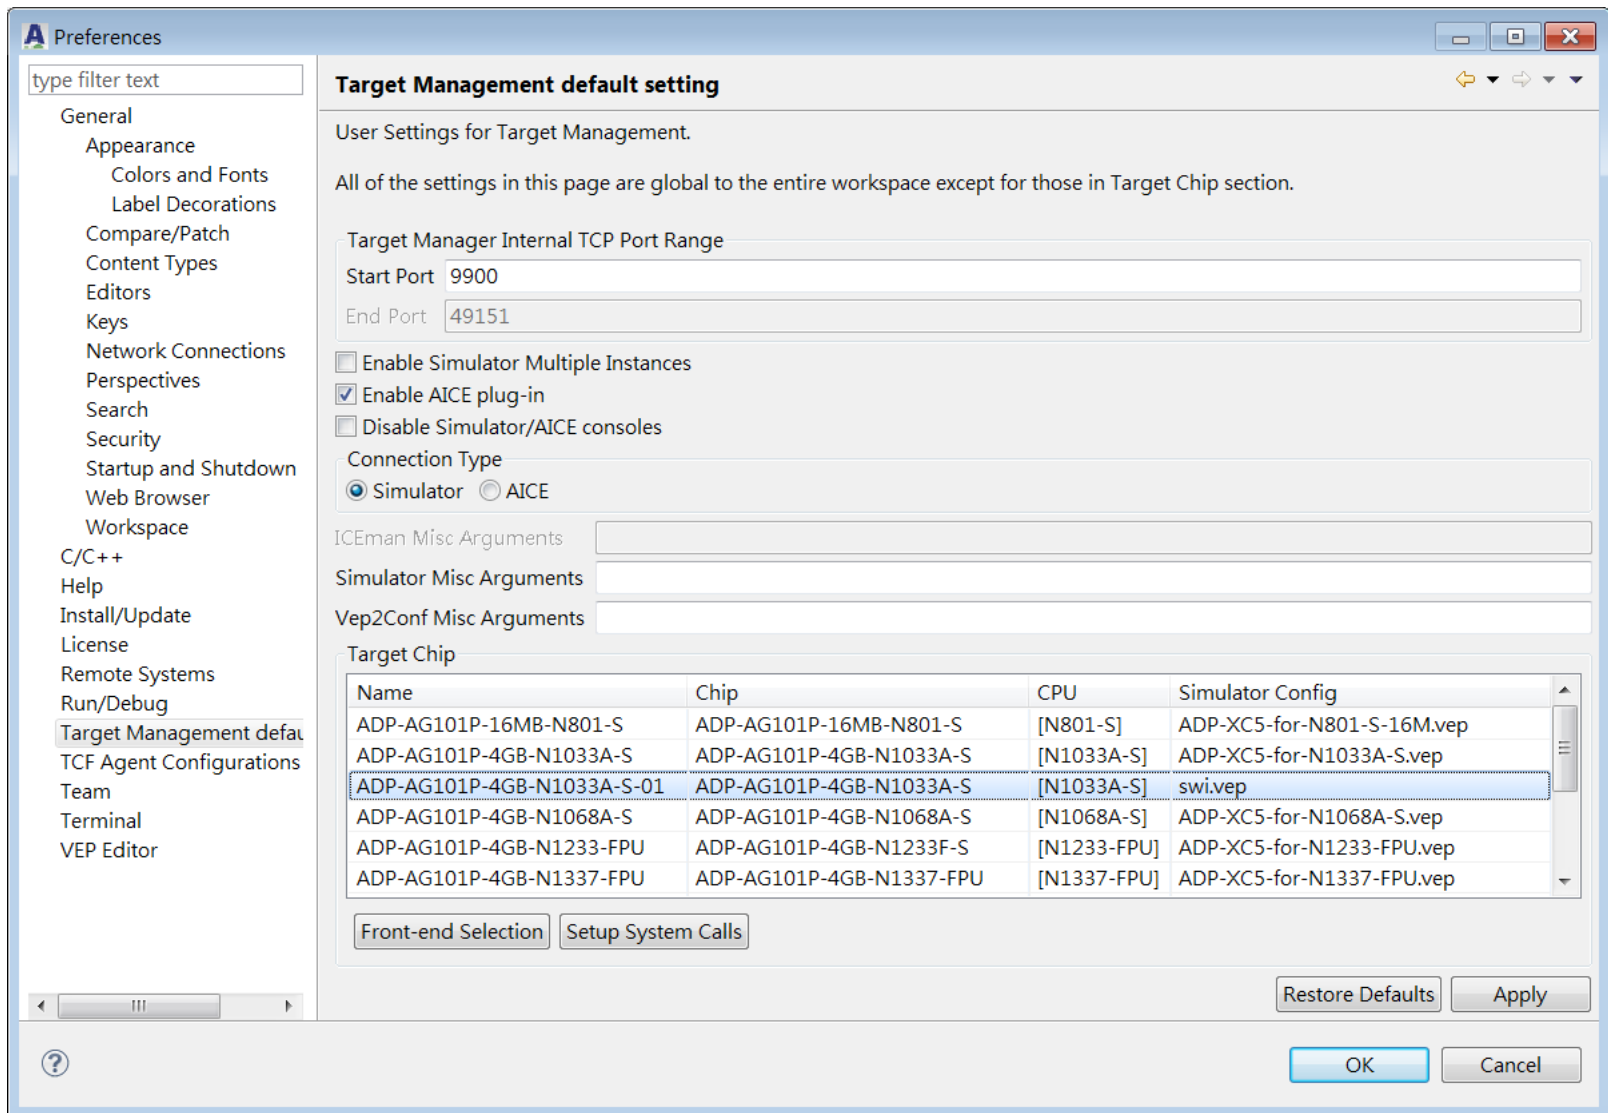 Preferences
type filter text
General
Appearance
Colors and Fonts
Label Decorations
Compare/Patch
Content Types
Editors
Keys
Network Connections
Perspectives
Search
Security
Startup and Shutdown
Web Browser
Workspace
C/C++
Help
Install/Update
License
Remote Systems
Run/Debug
Target Management defau
TCF Agent Configurations
Team
Terminal
VEP Editor
Target Management default setting
User Settings for Target Management.
All of the settings in this page are global to the entire workspace except for those in Target Chip section.
Target Manager Internal TCP Port Range
Start Port 9900
End Port 49151
Enable Simulator Multiple Instances
Enable AICE plug-in
Disable Simulator/AICE consoles
Connection Type
Simulator AICE
ICEman Misc Arguments
Simulator Misc Arguments
Vep2Conf Misc Arguments
Target Chip
Name Chip CPU Simulator Config
ADP-AG101P-16MB-N801-S ADP-AG101P-16MB-N801-S [N801-S] ADP-XC5-for-N801-S-16M.vep
ADP-AG101P-4GB-N1033A-S ADP-AG101P-4GB-N1033A-S [N1033A-S] ADP-XC5-for-N1033A-S.vep
ADP-AG101P-4GB-N1033A-S-01 ADP-AG101P-4GB-N1033A-S [N1033A-S] swi.vep
ADP-AG101P-4GB-N1068A-S ADP-AG101P-4GB-N1068A-S [N1068A-S] ADP-XC5-for-N1068A-S.vep
ADP-AG101P-4GB-N1233-FPU ADP-AG101P-4GB-N1233F-S [N1233-FPU] ADP-XC5-for-N1233-FPU.vep
ADP-AG101P-4GB-N1337-FPU ADP-AG101P-4GB-N1337-FPU [N1337-FPU] ADP-XC5-for-N1337-FPU.vep
Front-end Selection Setup System Calls
Restore Defaults Apply
OK Cancel